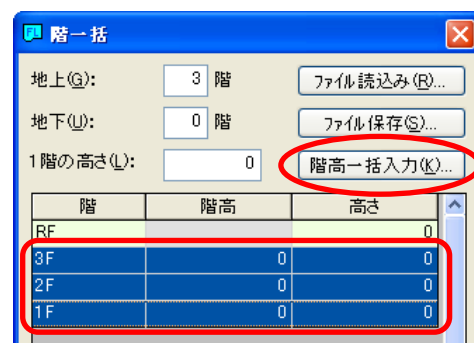 FL 階一括
地上(G): 3 階 ファイル読込み(R)...
地下(U): 0 階 ファイル保存(S)...
1階の高さ(L): 0 階高一括入力(K)...
階 階高 高さ
RF 0
3F 0 0
2F 0 0
1F 0 0